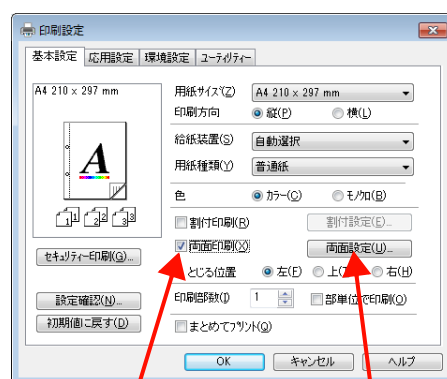 印刷設定
基本設定 応用設定 環境設定 ユーティリティー
A4 210 x 297 mm
用紙サイズ(Z) A4 210 x 297 mm
印刷方向 縦(P) 横(L)
給紙装置(S) 自動選択
用紙種類(Y) 普通紙
A
色 カラー(C) モノクロ(B)
1 1 2 2 3 3
割付印刷(R) 割付設定(E)...
両面印刷(X) 両面設定(U)...
セキュリティー印刷(G)...
とじる位置 左(F) 上(T) 右(H)
設定確認(N)... 印刷部数(I) 1 部単位で印刷(O)
初期値に戻す(D) まとめてプリント(Q)
OK キャンセル ヘルプ